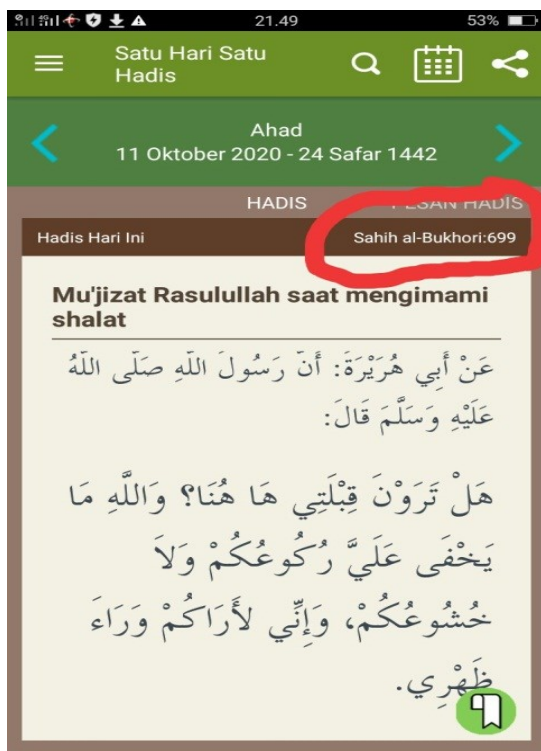 21.49
53%
Satu Hari Satu
Hadis
Ahad
11 Oktober 2020 - 24 Safar 1442
HADIS
PESAN HADIS
Hadis Hari Ini
Sahih al-Bukhori:699
Mu'jizat Rasulullah saat mengimami
shalat
عَنْ أَبِي هُرَيْرَةَ: أَنَّ رَسُولَ اللَّهِ صَلَّى اللَّهُ
عَلَيْهِ وَسَلَّمَ قَالَ:
هَلْ تَرَوْنَ قِبْلَتِي هَا هُنَا؟ وَاللَّهِ مَا
يَخْفَى عَلَيَّ رُكُوعُكُمْ وَلاَ
خُشُوعُكُمْ، وَإِنِّي لأَرَاكُمْ وَرَاءَ
ظَهْرِي.